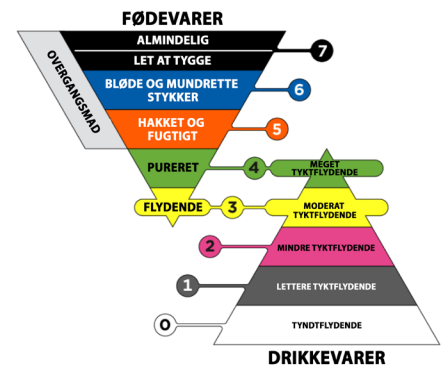 FØDEVARER
ALMINDELIG
7
LET AT TYGGE
OVERGANGSMAD
BLØDE OG MUNDRETTE
STYKKER
6
HAKKET OG
FUGTIGT
5
PURERET
4
MEGET
TYKTFLYDENDE
FLYDENDE
3
MODERAT
TYKTFLYDENDE
2
MINDRE TYKTFLYDENDE
1
LETTERE TYKTFLYDENDE
0
TYNDTFLYDENDE
DRIKKEVARER